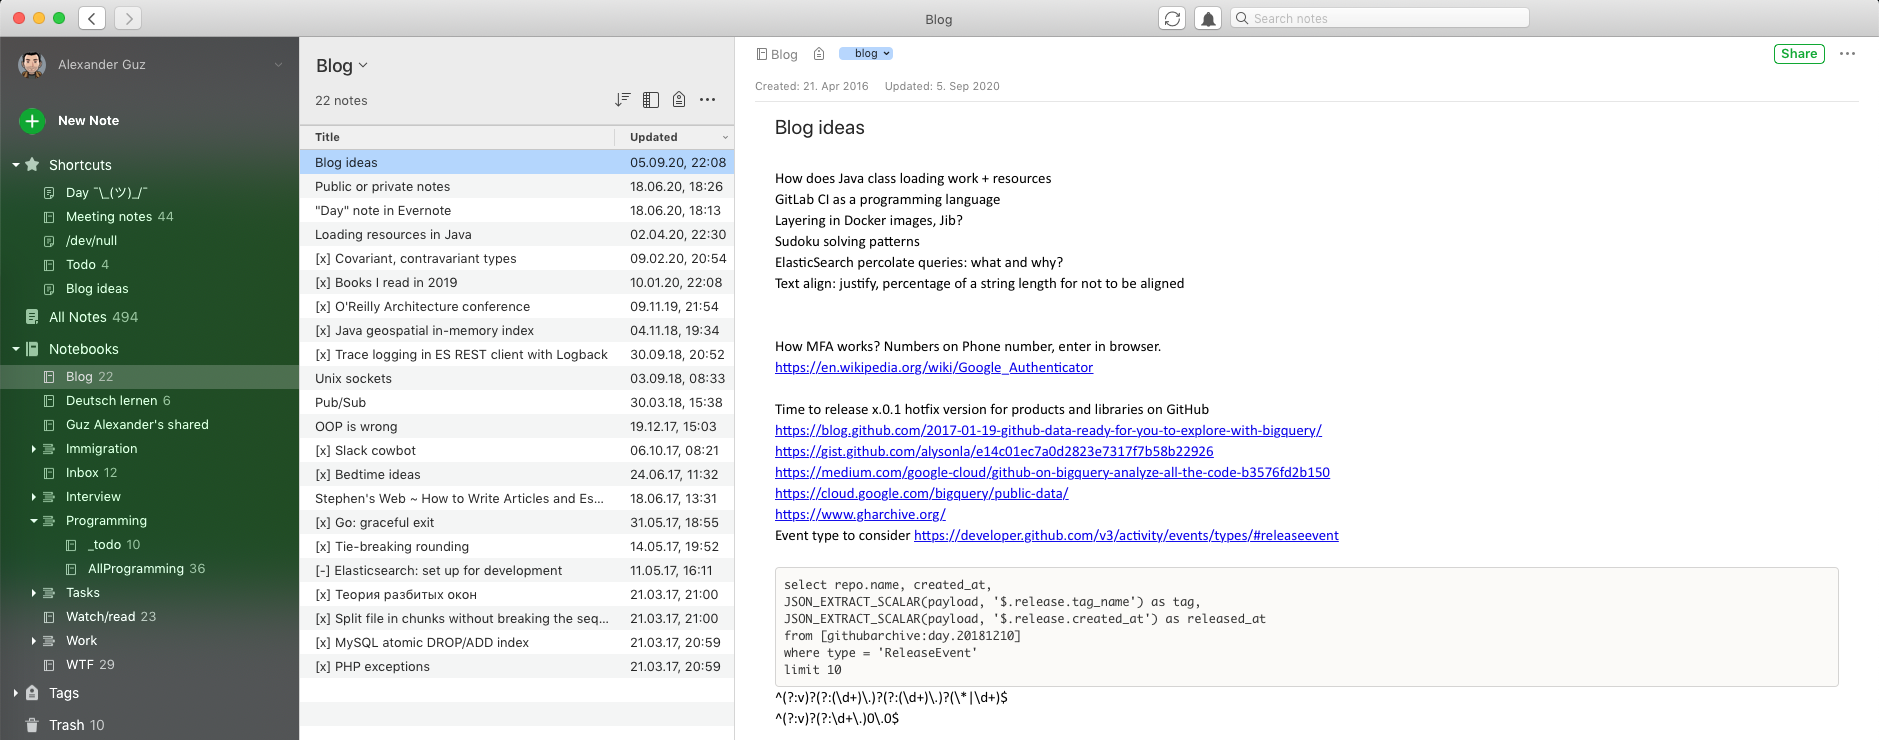 Blog
Search notes
Alexander Guz
New Note
Shortcuts
Day ¯\_(ツ)_/¯
Meeting notes 44
/dev/null
Todo 4
Blog ideas
All Notes 494
Notebooks
Blog 22
Deutsch lernen 6
Guz Alexander's shared
Immigration
Inbox 12
Interview
Programming
_todo 10
AllProgramming 36
Tasks
Watch/read 23
Work
WTF 29
Tags
Trash 10
Blog
22 notes
Title Updated
Blog ideas 05.09.20, 22:08
Public or private notes 18.06.20, 18:26
"Day" note in Evernote 18.06.20, 18:13
Loading resources in Java 02.04.20, 22:30
[x] Covariant, contravariant types 09.02.20, 20:54
[x] Books I read in 2019 10.01.20, 22:08
[x] O'Reilly Architecture conference 09.11.19, 21:54
[x] Java geospatial in-memory index 04.11.18, 19:34
[x] Trace logging in ES REST client with Logback 30.09.18, 20:52
Unix sockets 03.09.18, 08:33
Pub/Sub 30.03.18, 15:38
OOP is wrong 19.12.17, 15:03
[x] Slack cowbot 06.10.17, 08:21
[x] Bedtime ideas 24.06.17, 11:32
Stephen's Web ~ How to Write Articles and Es... 18.06.17, 13:31
[x] Go: graceful exit 31.05.17, 18:55
[x] Tie-breaking rounding 14.05.17, 19:52
[-] Elasticsearch: set up for development 11.05.17, 16:11
[x] Теория разбитых окон 21.03.17, 21:00
[x] Split file in chunks without breaking the seq... 21.03.17, 21:00
[x] MySQL atomic DROP/ADD index 21.03.17, 20:59
[x] PHP exceptions 21.03.17, 20:59
Blog blog Share
Created: 21. Apr 2016 Updated: 5. Sep 2020
Blog ideas
How does Java class loading work + resources
GitLab CI as a programming language
Layering in Docker images, Jib?
Sudoku solving patterns
ElasticSearch percolate queries: what and why?
Text align: justify, percentage of a string length for not to be aligned
How MFA works? Numbers on Phone number, enter in browser.
https://en.wikipedia.org/wiki/Google_Authenticator
Time to release x.0.1 hotfix version for products and libraries on GitHub
https://blog.github.com/2017-01-19-github-data-ready-for-you-to-explore-with-bigquery/
https://gist.github.com/alysonla/e14c01ec7a0d2823e7317f7b58b22926
https://medium.com/google-cloud/github-on-bigquery-analyze-all-the-code-b3576fd2b150
https://cloud.google.com/bigquery/public-data/
https://www.gharchive.org/
Event type to consider https://developer.github.com/v3/activity/events/types/#releaseevent
select repo.name, created_at,
JSON_EXTRACT_SCALAR(payload, '$.release.tag_name') as tag,
JSON_EXTRACT_SCALAR(payload, '$.release.created_at') as released_at
from [githubarchive:day.20181210]
where type = 'ReleaseEvent'
limit 10
^(?:v)?(?:(\d+)\.)?(?:(\d+)\.)?(\*|\d+)$
^(?:v)?(?:\d+\.)0\.0$